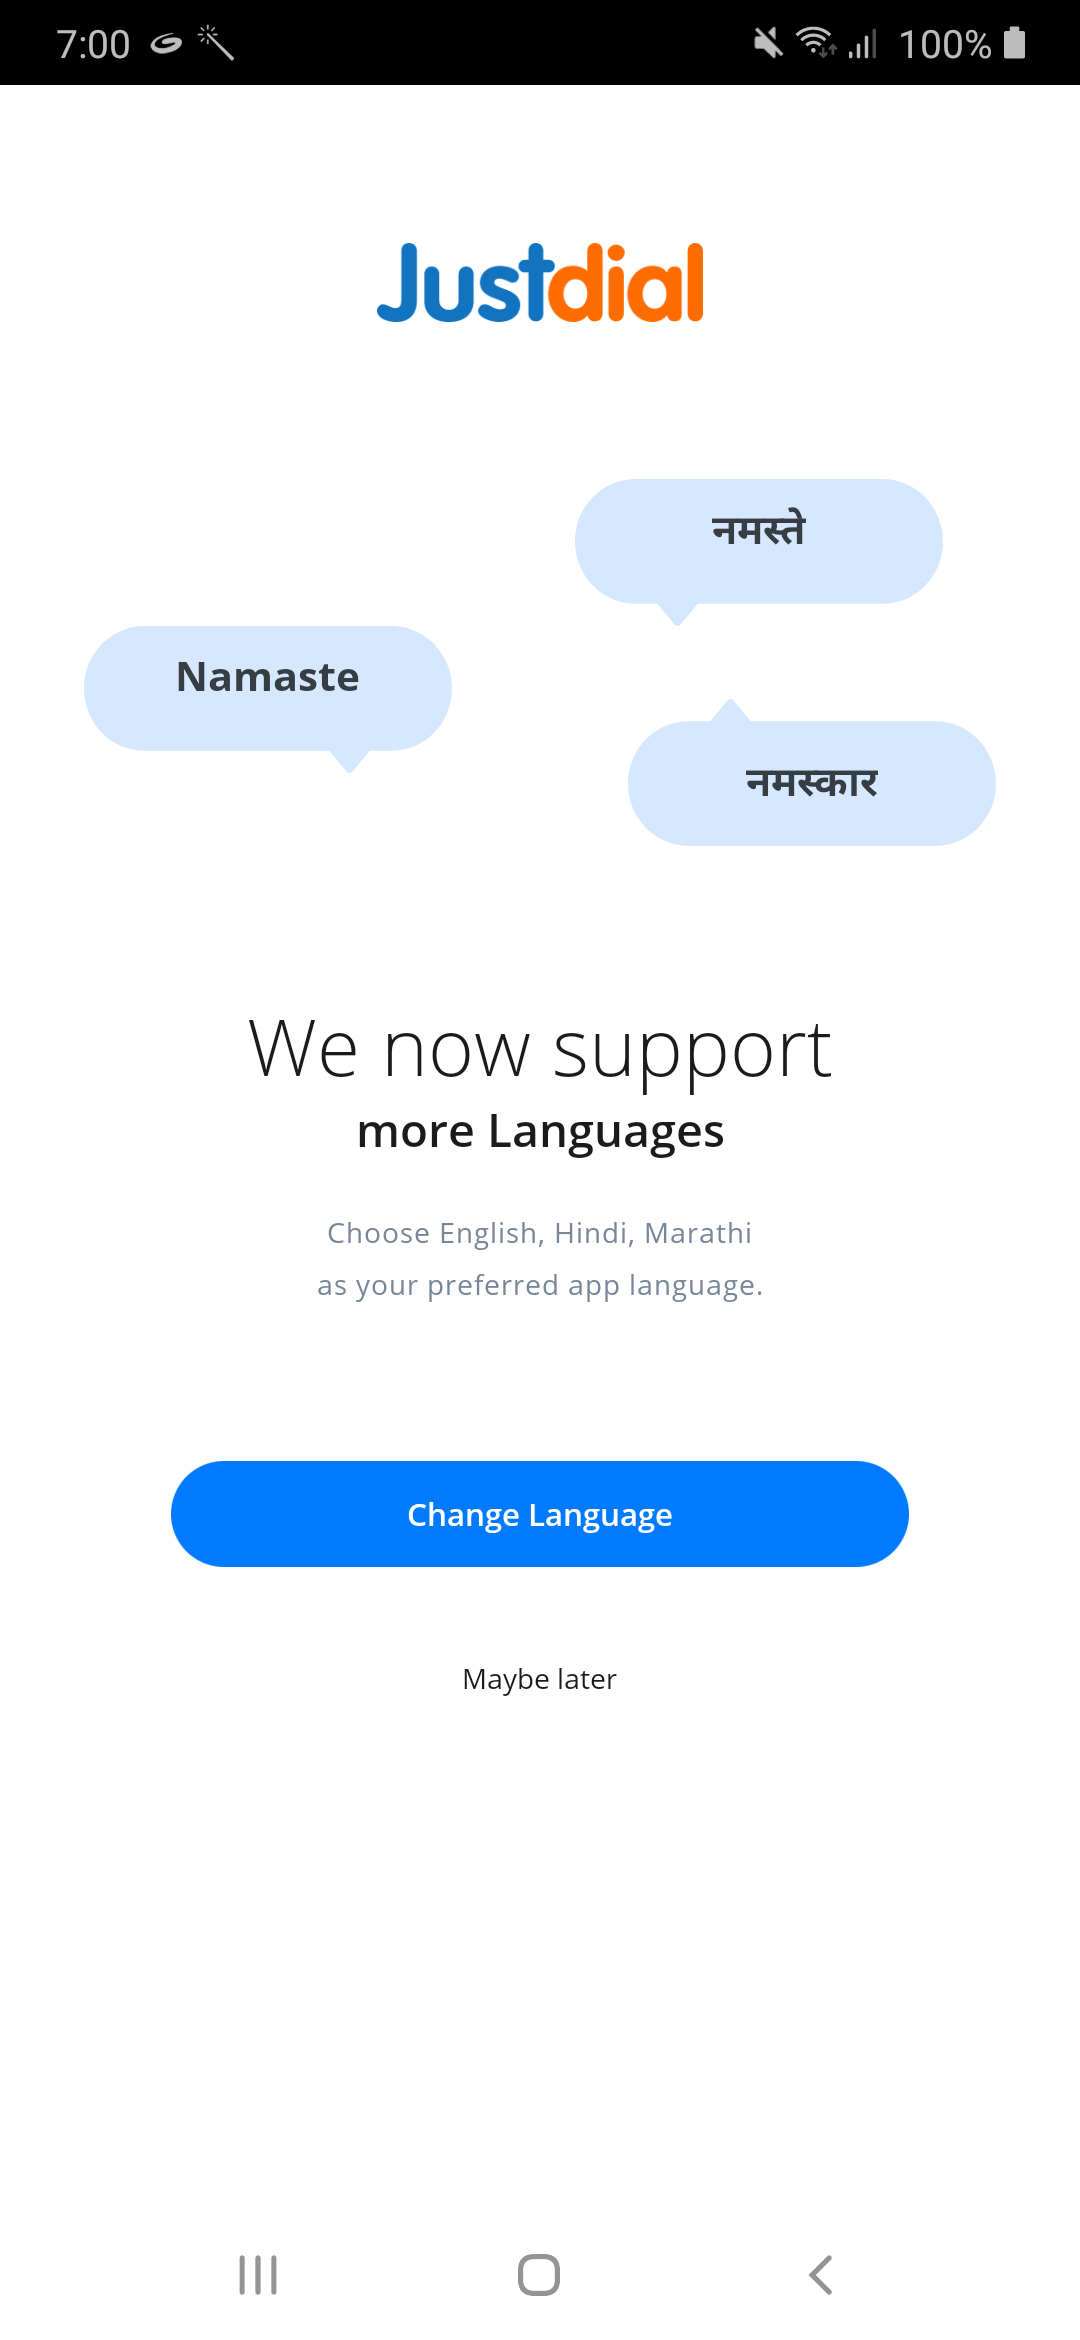 7:00 100%
Justdial
नमस्ते
Namaste
नमस्कार
We now support
more Languages
Choose English, Hindi, Marathi
as your preferred app language.
Change Language
Maybe later